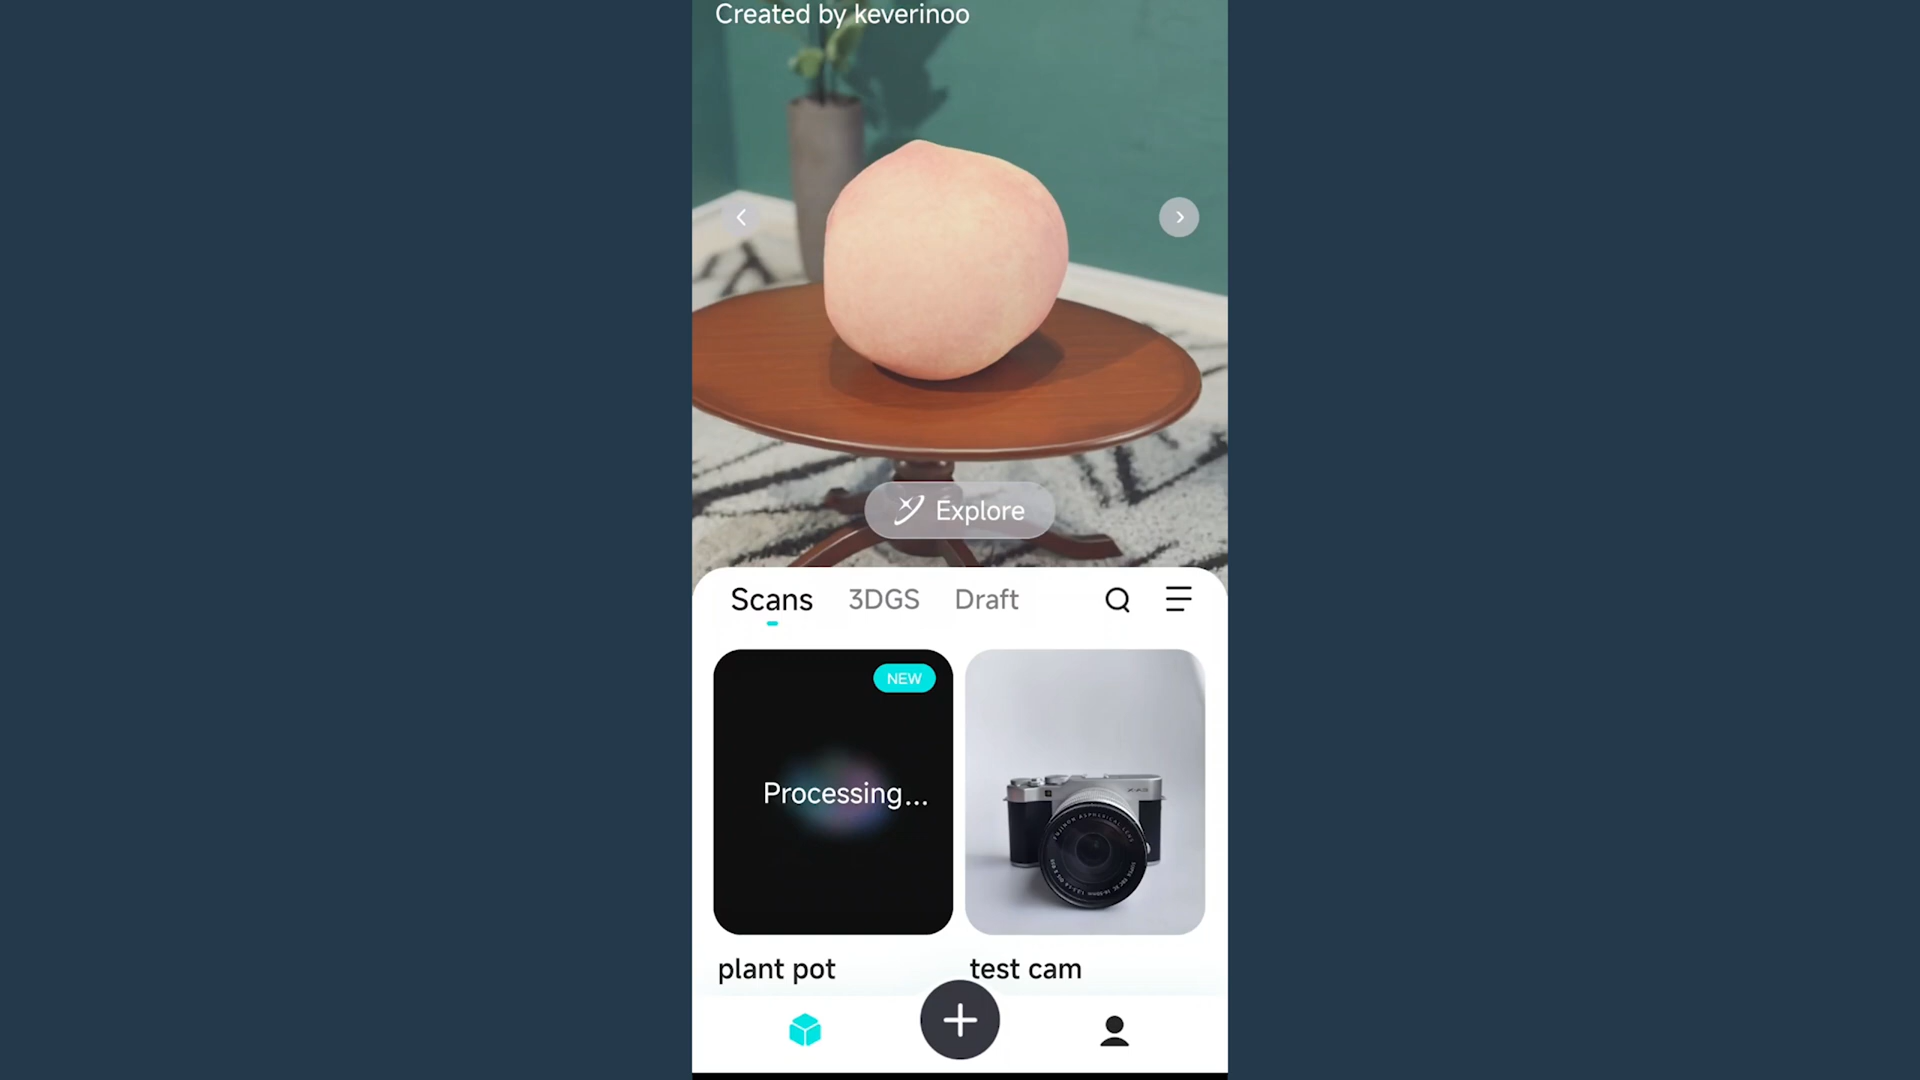 Created by keverinoo
Explore
Scans 3DGS Draft
NEW
Processing...
plant pot
test cam